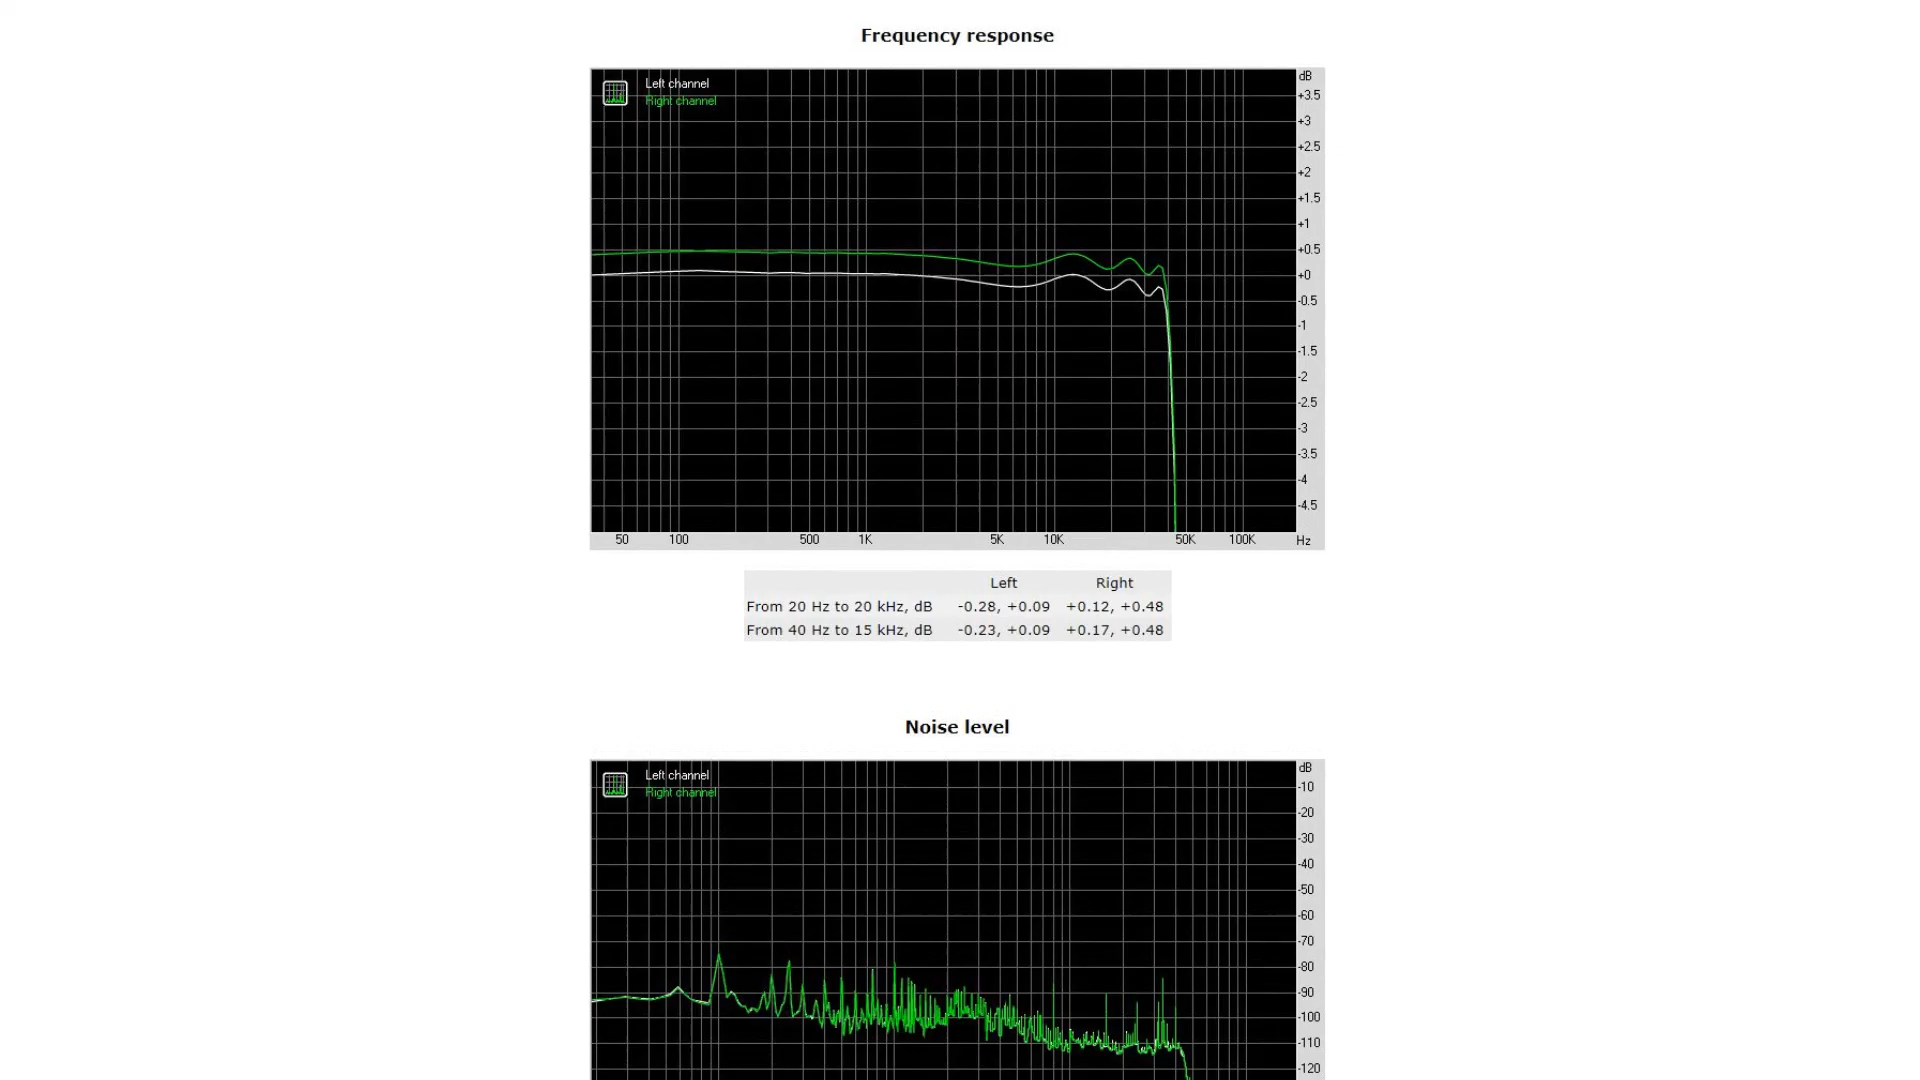 Frequency response
Left channel
Right channel
dB
+3.5
+3
+2.5
+2
+1.5
+1
+0.5
+0
-0.5
-1
-1.5
-2
-2.5
-3
-3.5
-4
-4.5
50 100 500 1K 5K 10K 50K 100K Hz
Left Right
From 20 Hz to 20 kHz, dB -0.28, +0.09 +0.12, +0.48
From 40 Hz to 15 kHz, dB -0.23, +0.09 +0.17, +0.48
Noise level
Left channel
Right channel
dB
-10
-20
-30
-40
-50
-60
-70
-80
-90
-100
-110
-120